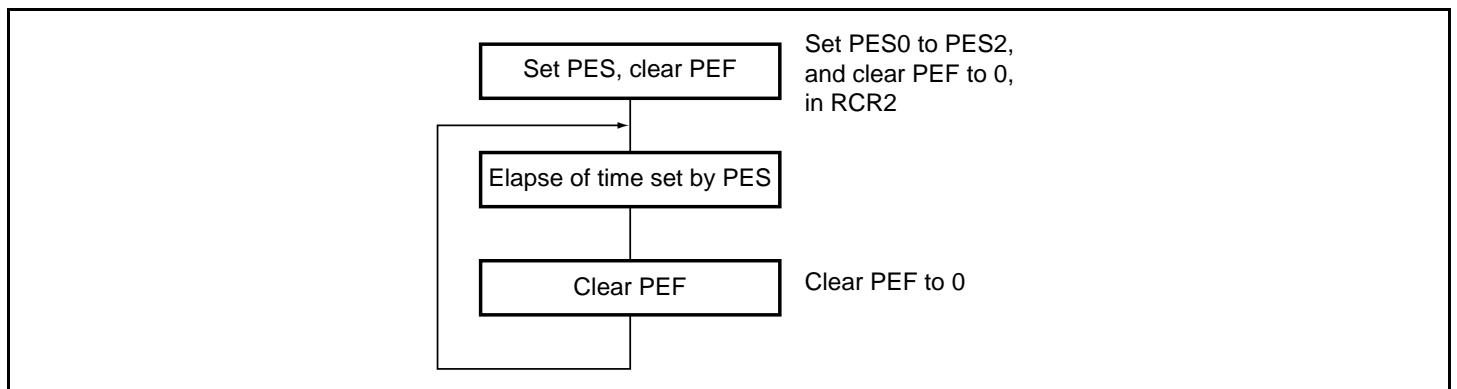 Set PES, clear PEF
Set PES0 to PES2,
and clear PEF to 0,
in RCR2
Elapse of time set by PES
Clear PEF
Clear PEF to 0